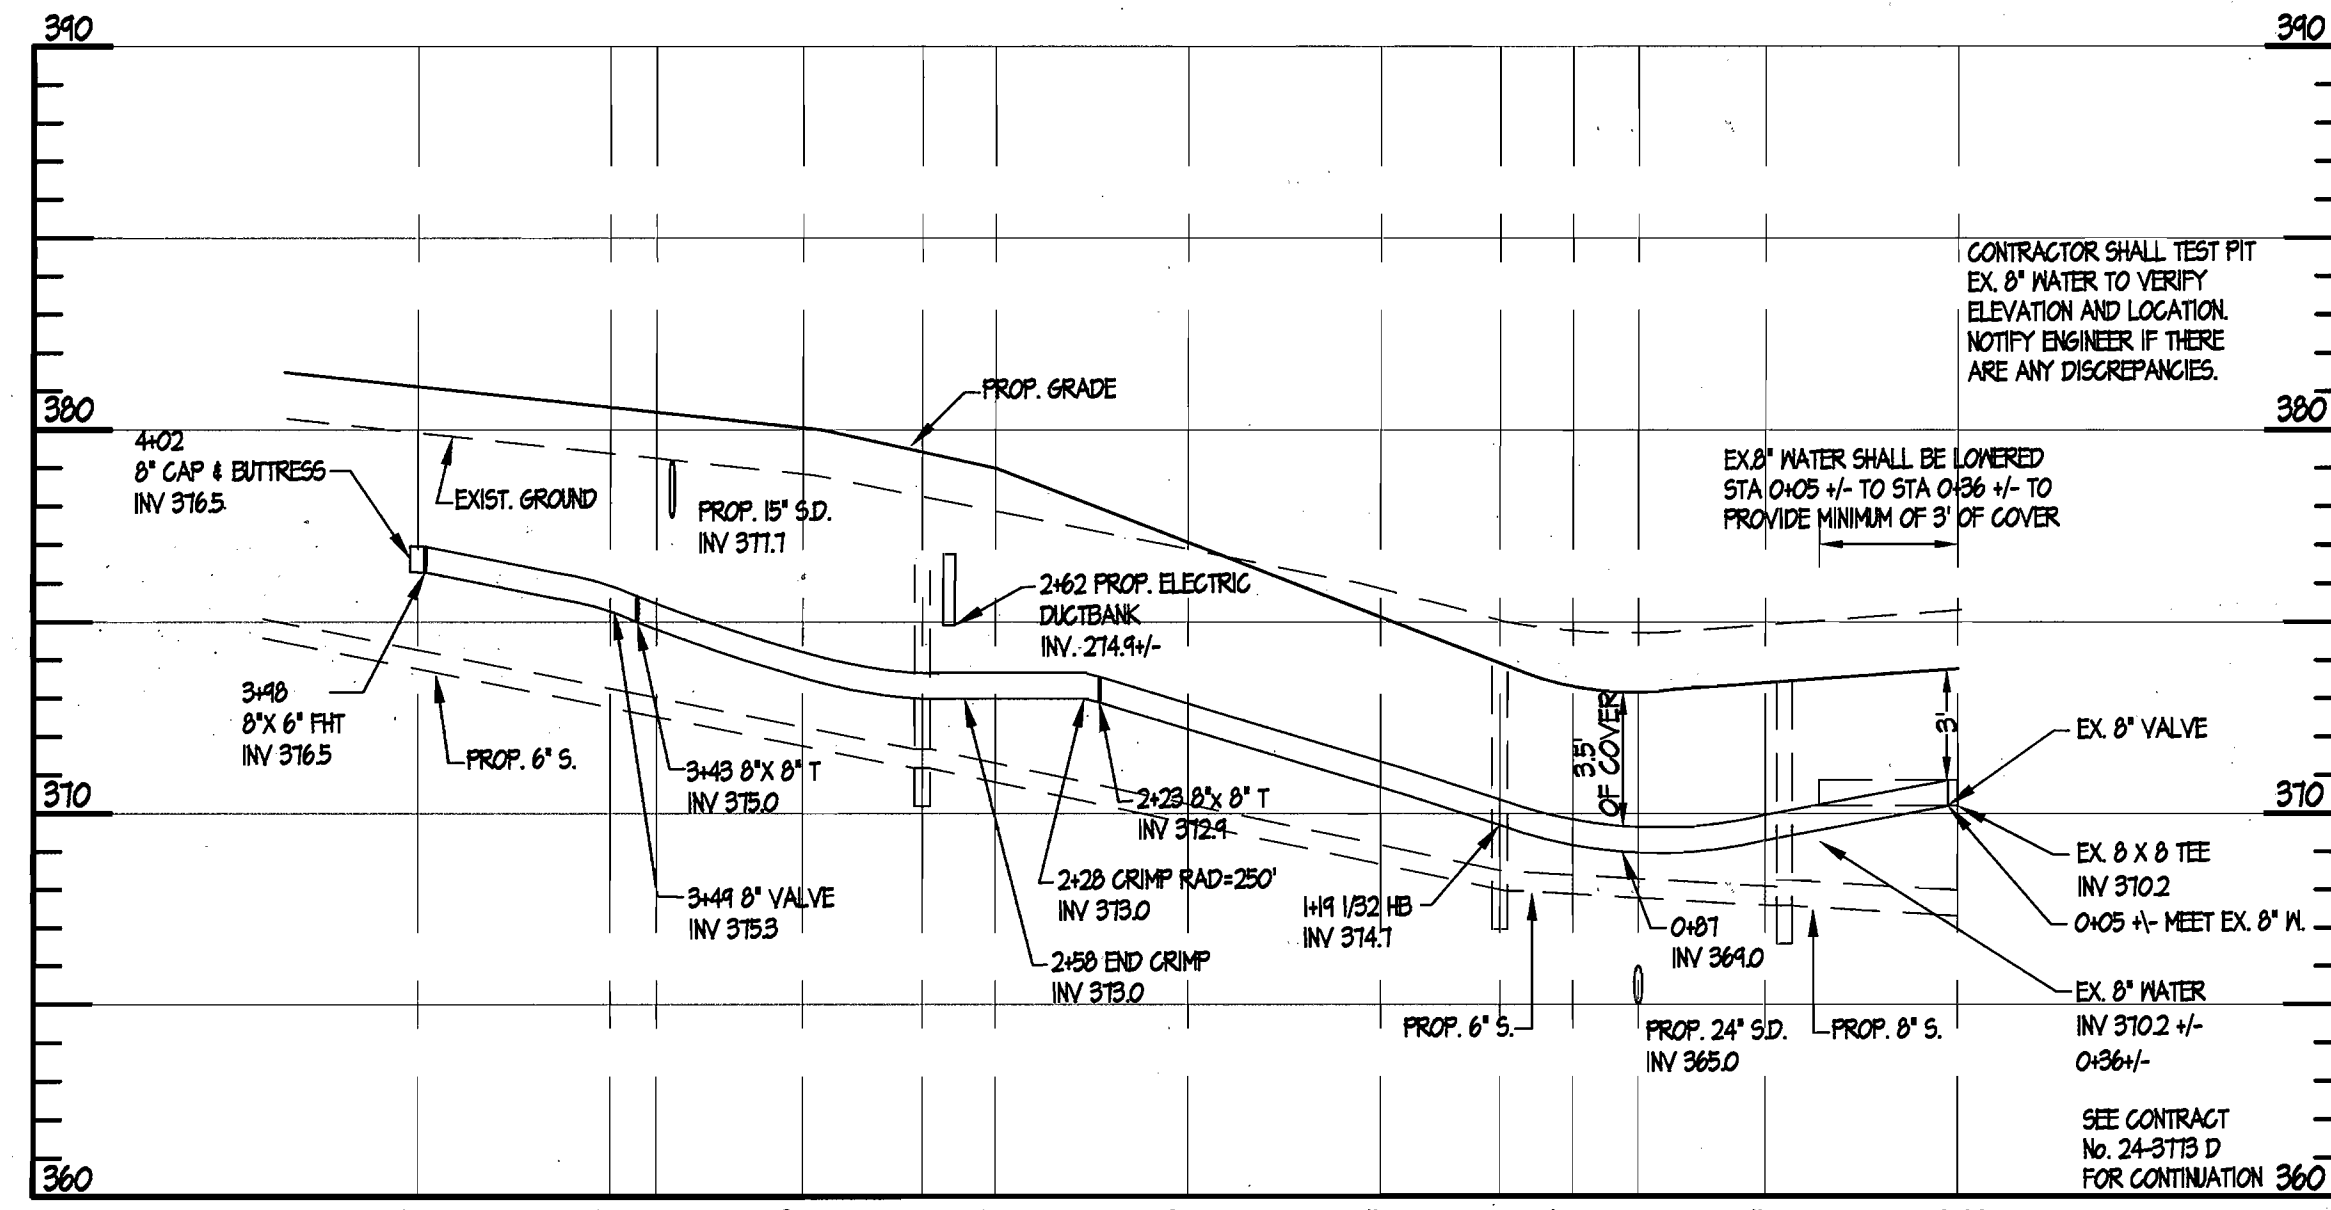 390
390
CONTRACTOR SHALL TEST PIT
EX. 8" WATER TO VERIFY
ELEVATION AND LOCATION.
NOTIFY ENGINEER IF THERE
ARE ANY DISCREPANCIES.
PROP. GRADE
380
380
4+02
8" CAP & BUTTRESS
INV 376.5
EXIST. GROUND
PROP. 15" S.D.
INV 377.7
EX.8" WATER SHALL BE LOWERED
STA 0+05 +/- TO STA 0+36 +/- TO
PROVIDE MINIMUM OF 3' OF COVER
2+62 PROP. ELECTRIC
DUCTBANK
INV. 274.9+/-
3+98
8"X 6" FHT
INV 376.5
PROP. 6" S.
3+43 8"X 8" T
INV 375.0
2+23 8"X 8" T
INV 372.9
3.5'
OF COVER
3'
EX. 8" VALVE
370
370
3+49 8" VALVE
INV 375.3
2+28 CRIMP RAD=250'
INV 373.0
2+58 END CRIMP
INV 373.0
1+19 1/32 HB
INV 374.7
0+87
INV 369.0
EX. 8 X 8 TEE
INV 370.2
0+05 +\- MEET EX. 8" W.
EX. 8" WATER
INV 370.2 +/-
0+36+/-
PROP. 6" S.
PROP. 24" S.D.
INV 365.0
PROP. 8" S.
SEE CONTRACT
No. 24-3773 D
FOR CONTINUATION
360
360